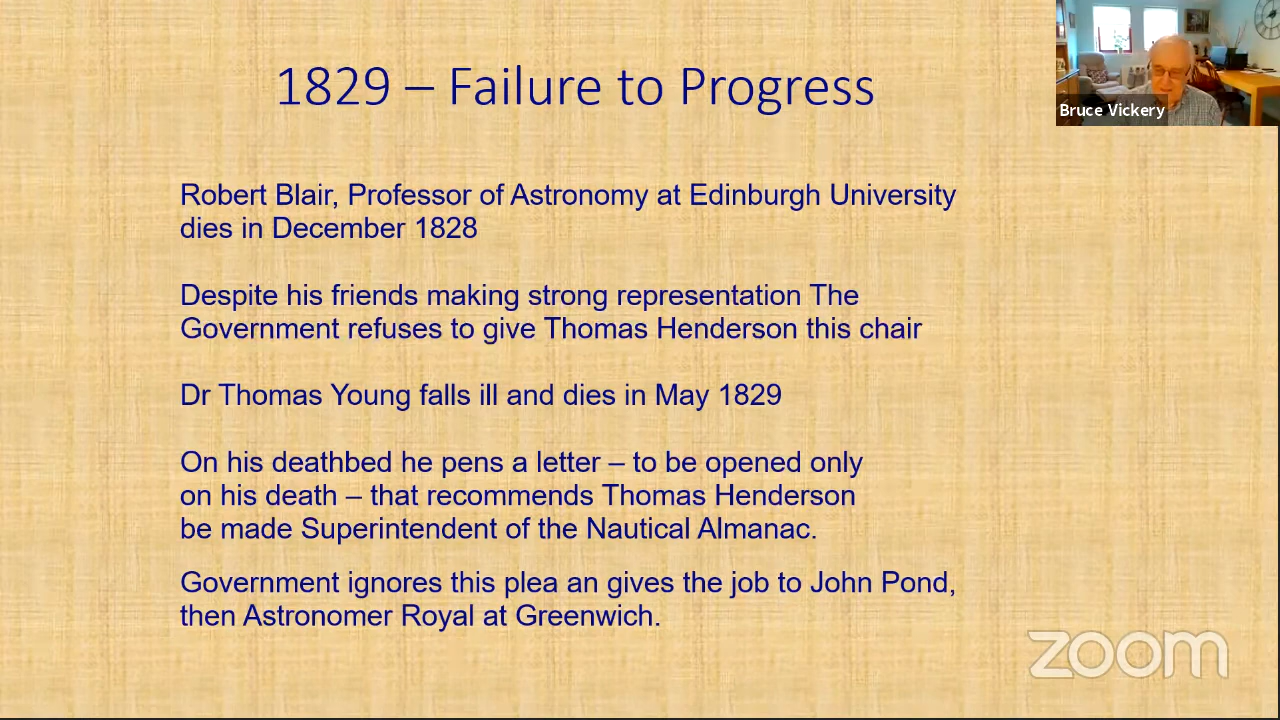 1829 – Failure to Progress
Bruce Vickery
Robert Blair, Professor of Astronomy at Edinburgh University
dies in December 1828
Despite his friends making strong representation The
Government refuses to give Thomas Henderson this chair
Dr Thomas Young falls ill and dies in May 1829
On his deathbed he pens a letter – to be opened only
on his death – that recommends Thomas Henderson
be made Superintendent of the Nautical Almanac.
Government ignores this plea an gives the job to John Pond,
then Astronomer Royal at Greenwich.
zoom